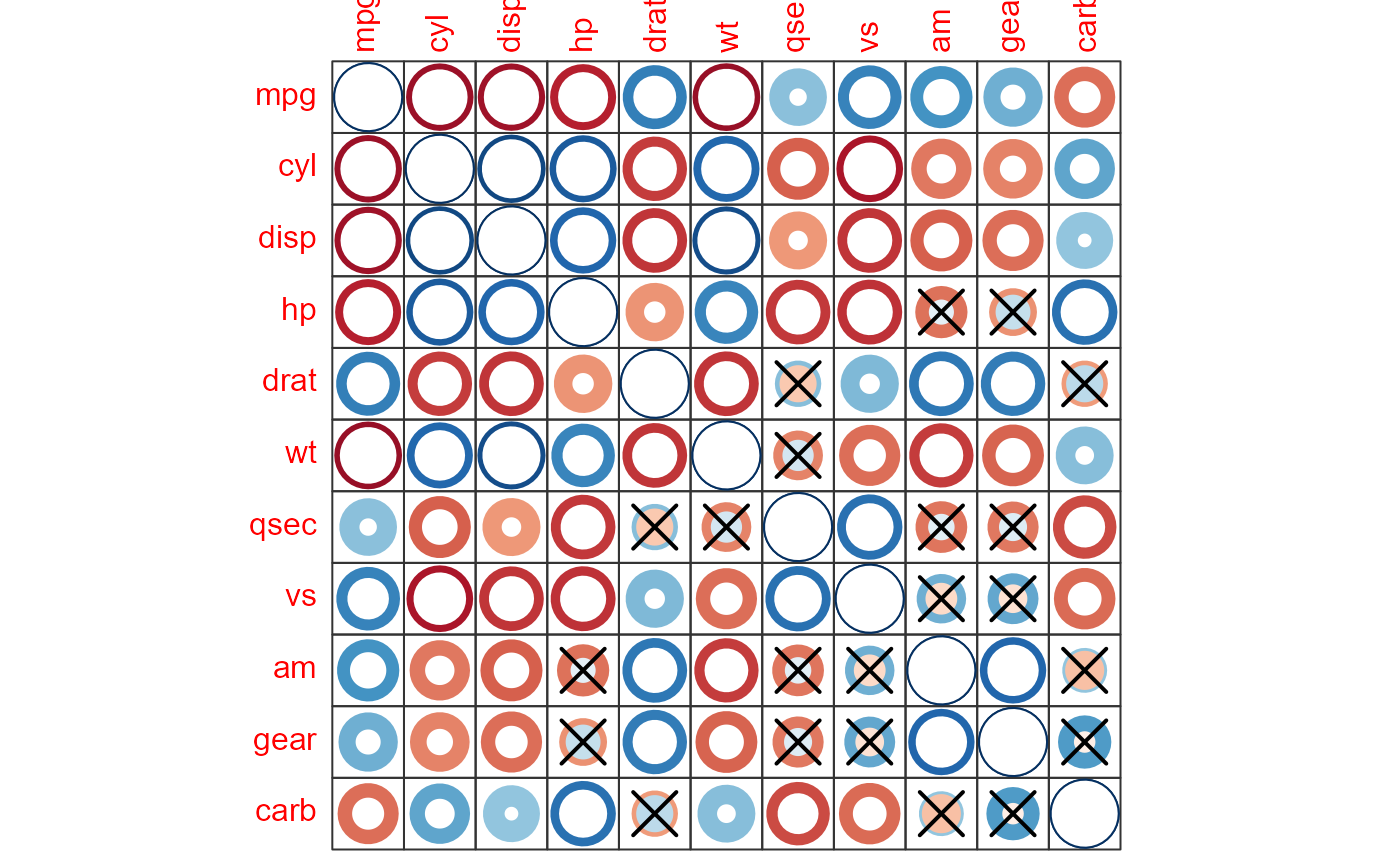 mpg cyl disp hp drat wt qsec vs am gear carb
mpg
cyl
disp
hp
drat
wt
qsec
vs
am
gear
carb